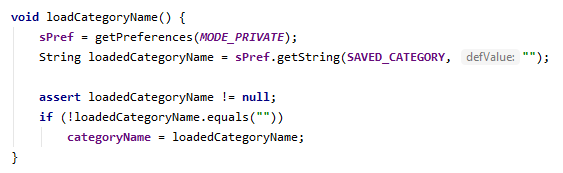 void loadCategoryName() {
    sPref = getPreferences(MODE_PRIVATE);
    String loadedCategoryName = sPref.getString(SAVED_CATEGORY, defValue: "");

    assert loadedCategoryName != null;
    if (!loadedCategoryName.equals(""))
        categoryName = loadedCategoryName;
}